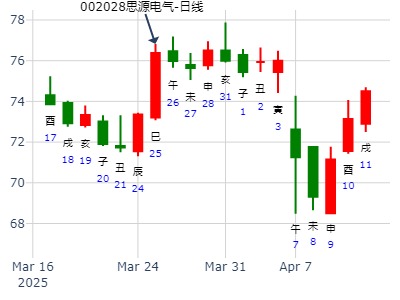 002028思源电气-日线
78
76
74
72
70
68
酉
17
戌
18
亥
19
子
20
丑
21
辰
24
巳
25
午
26
未
27
申
28
亥
31
子
1
丑
2
寅
3
午
7
未
8
申
9
酉
10
戌
11
Mar 16
2025
Mar 24
Mar 31
Apr 7